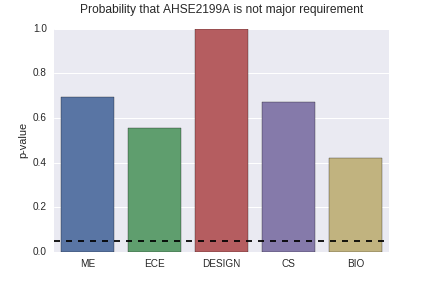 Probability that AHSE2199A is not major requirement
1.0
0.8
0.6
0.4
0.2
0.0
p-value
ME ECE DESIGN CS BIO